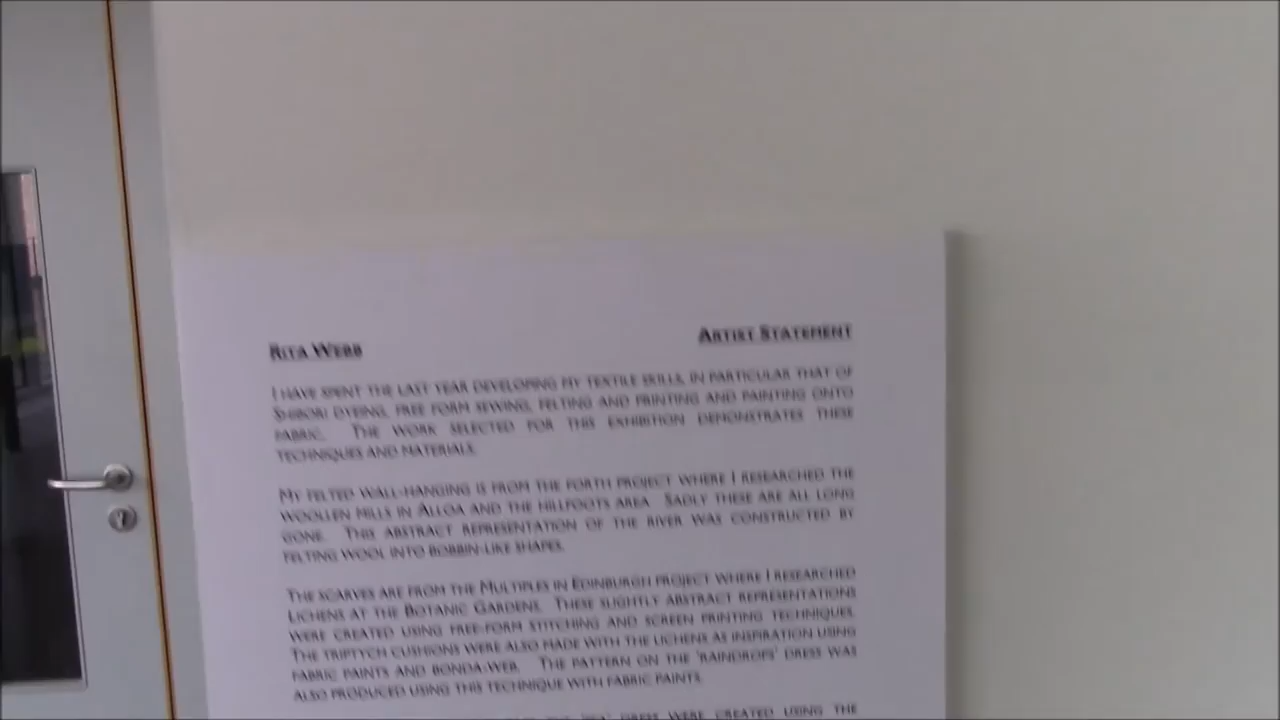 RITA WEBB ARTIST STATEMENT
I HAVE SPENT THE LAST YEAR DEVELOPING MY TEXTILE SKILLS, IN PARTICULAR THAT OF
SHIBORI DYEING, FREE FORM SEWING, FELTING AND PRINTING AND PAINTING ONTO
FABRIC. THE WORK SELECTED FOR THIS EXHIBITION DEMONSTRATES THESE
TECHNIQUES AND MATERIALS.
MY FELTED WALL-HANGING IS FROM THE FORTH PROJECT WHERE I RESEARCHED THE
WOOLLEN MILLS IN ALLOA AND THE HILLFOOTS AREA. SADLY THESE ARE ALL LONG
GONE. THIS ABSTRACT REPRESENTATION OF THE RIVER WAS CONSTRUCTED BY
FELTING WOOL INTO BOBBIN-LIKE SHAPES.
THE SCARVES ARE FROM THE MULTIPLES IN EDINBURGH PROJECT WHERE I RESEARCHED
LICHENS AT THE BOTANIC GARDENS. THESE SLIGHTLY ABSTRACT REPRESENTATIONS
WERE CREATED USING FREE-FORM STITCHING AND SCREEN PRINTING TECHNIQUES.
THE TRIPTYCH CUSHIONS WERE ALSO MADE WITH THE LICHENS AS INSPIRATION USING
FABRIC PAINTS AND BONDA-WEB. THE PATTERN ON THE 'RAINDROPS' DRESS WAS
ALSO PRODUCED USING THIS TECHNIQUE WITH FABRIC PAINTS.
DRESS WERE CREATED USING THE